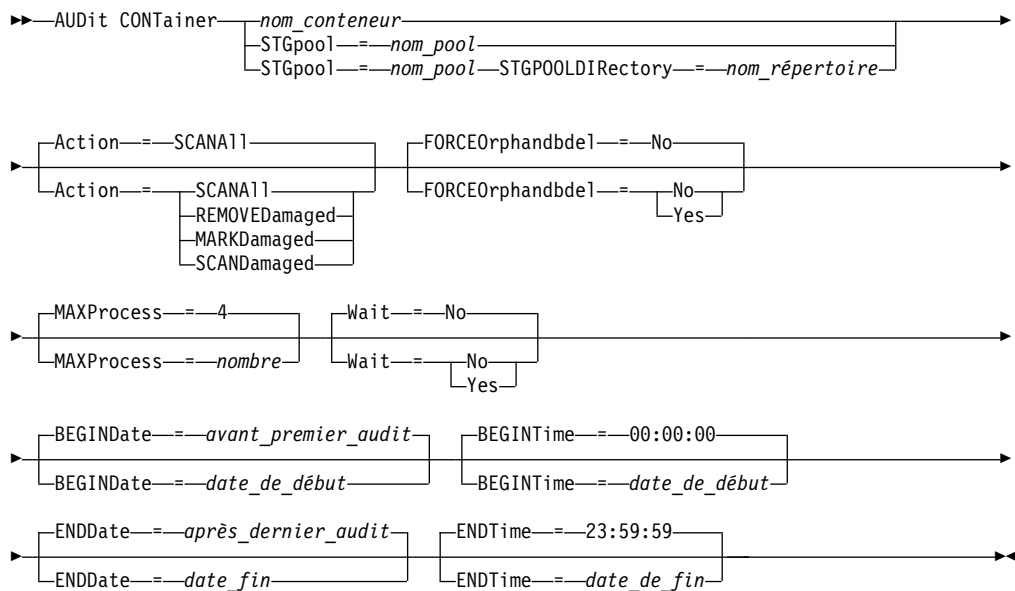 AUDit CONTainer nom_conteneur
STGpool = nom_pool
STGpool = nom_pool STGPOOLDIRectory = nom_répertoire
Action = SCANAll FORCEOrphandbdel = No
Action = SCANAll FORCEOrphandbdel = No
REMOVEDamaged Yes
MARKDamaged
SCANDamaged
MAXProcess = 4 Wait = No
MAXProcess = nombre Wait = No
Yes
BEGINDate = avant_premier_audit BEGINTime = 00:00:00
BEGINDate = date_de_début BEGINTime = date_de_début
ENDDate = après_dernier_audit ENDTime = 23:59:59
ENDDate = date_fin ENDTime = date_de_fin